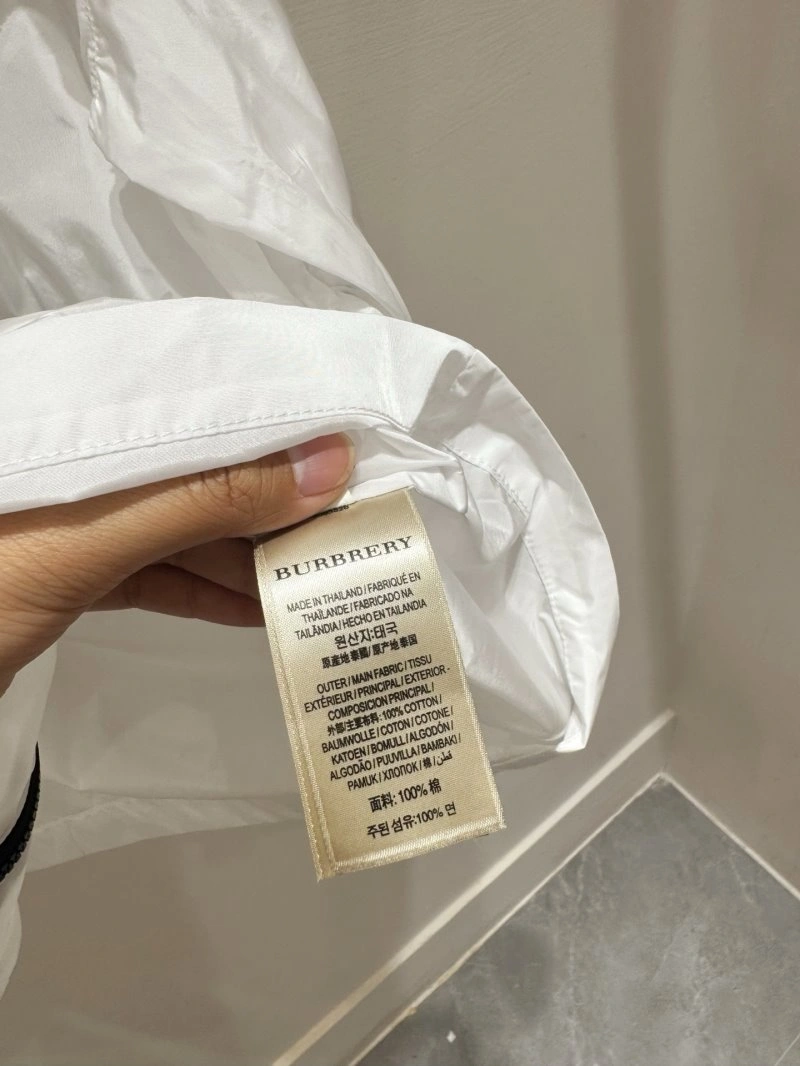 BURBRERY
MADE IN THAILAND / FABRIQUÉ EN
THAÏLANDE / FABRICADO NA
TAILÂNDIA / HECHO EN TAILANDIA
원산지:태국
原産地 泰國/ 原产地 泰国
OUTER / MAIN FABRIC / TISSU
EXTÉRIEUR / PRINCIPAL / EXTERIOR -
COMPOSICION PRINCIPAL /
外部/主要布料: 100% COTTON /
BAUMWOLLE / COTON / COTONE /
KATOEN / BOMULL / ALGODÓN /
ALGODÃO / PUUVILLA / BAMBAKI /
PAMUK / ХЛОПОК / 棉 / قطن /
面料: 100% 棉
주된 섬유:100% 면